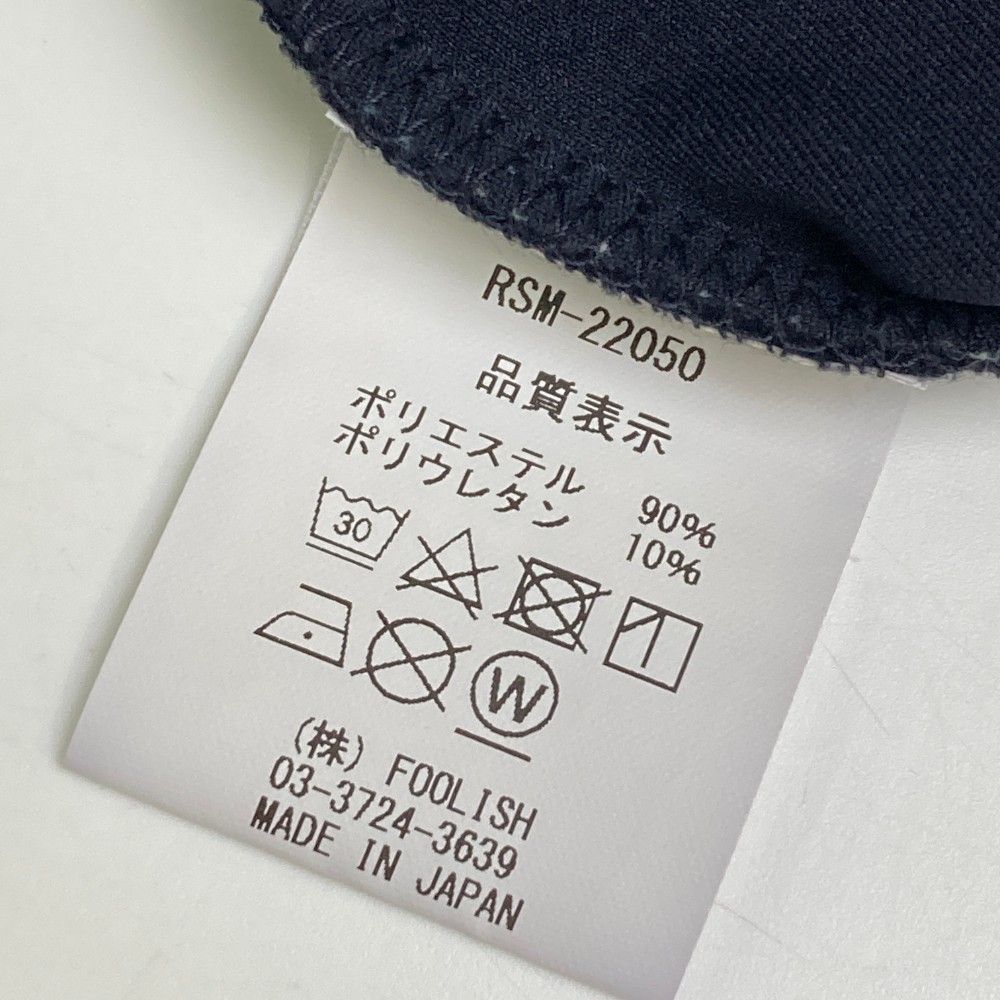 RSM-22050
品質表示
ポリエステル 90%
ポリウレタン 10%
30
W
(株) FOOLISH
03-3724-3639
MADE IN JAPAN